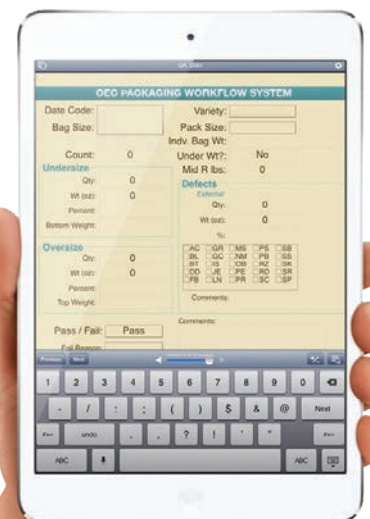 OEO PACKAGING WORKFLOW SYSTEM
Date Code: Variety:
Bag Size: Pack Size:
Indv. Bag Wt:
Count: 0 Under Wt?: No
Undersize Mid R lbs: 0
Qty: 0 Defects
External
Wt (oz): 0 Qty: 0
Percent: Wt (oz): 0
Bottom Weight: %:
Oversize AC GR MS PS SB
Qty: 0 BL GC NM PB SS
BT IS OB RZ SK
Wt (oz): 0 OD JE PE RD SR
FB LN PR SC SP
Percent:
Top Weight: Comments:
Pass / Fail: Pass Comments:
Fail Reason:
Previous Next
1 2 3 4 5 6 7 8 9 0
- / : ; ( ) $ & @ Next
#+= undo . , ? ! ' " #+=
ABC ABC